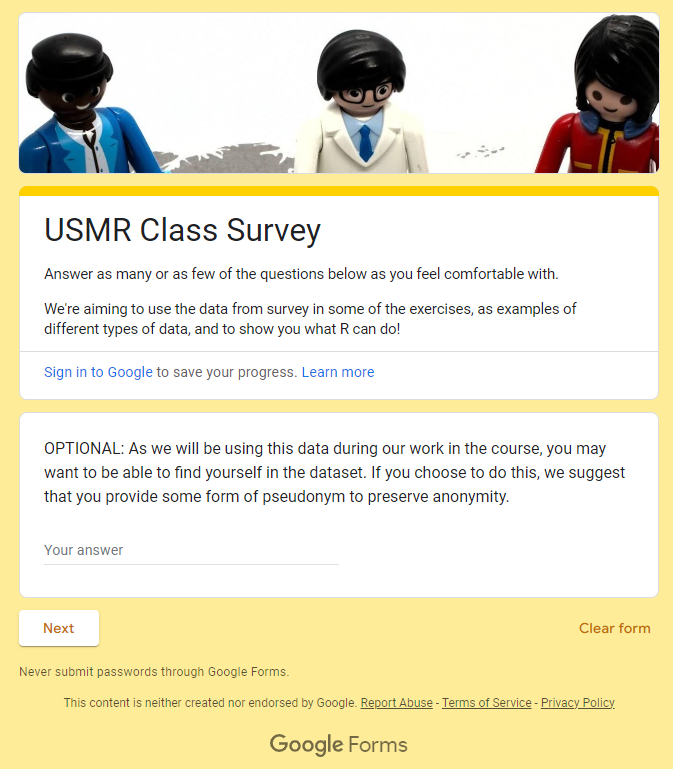 USMR Class Survey
Answer as many or as few of the questions below as you feel comfortable with.
We're aiming to use the data from survey in some of the exercises, as examples of
different types of data, and to show you what R can do!
Sign in to Google to save your progress. Learn more
OPTIONAL: As we will be using this data during our work in the course, you may
want to be able to find yourself in the dataset. If you choose to do this, we suggest
that you provide some form of pseudonym to preserve anonymity.
Your answer
Next Clear form
Never submit passwords through Google Forms.
This content is neither created nor endorsed by Google. Report Abuse - Terms of Service - Privacy Policy
Google Forms